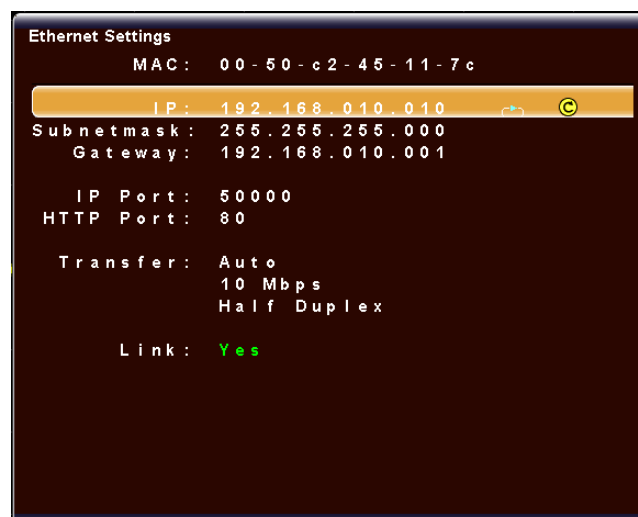 Ethernet Settings
MAC: 00-50-c2-45-11-7c
IP: 192.168.010.010 C
Subnetmask: 255.255.255.000
Gateway: 192.168.010.001
IP Port: 50000
HTTP Port: 80
Transfer: Auto
10 Mbps
Half Duplex
Link: Yes